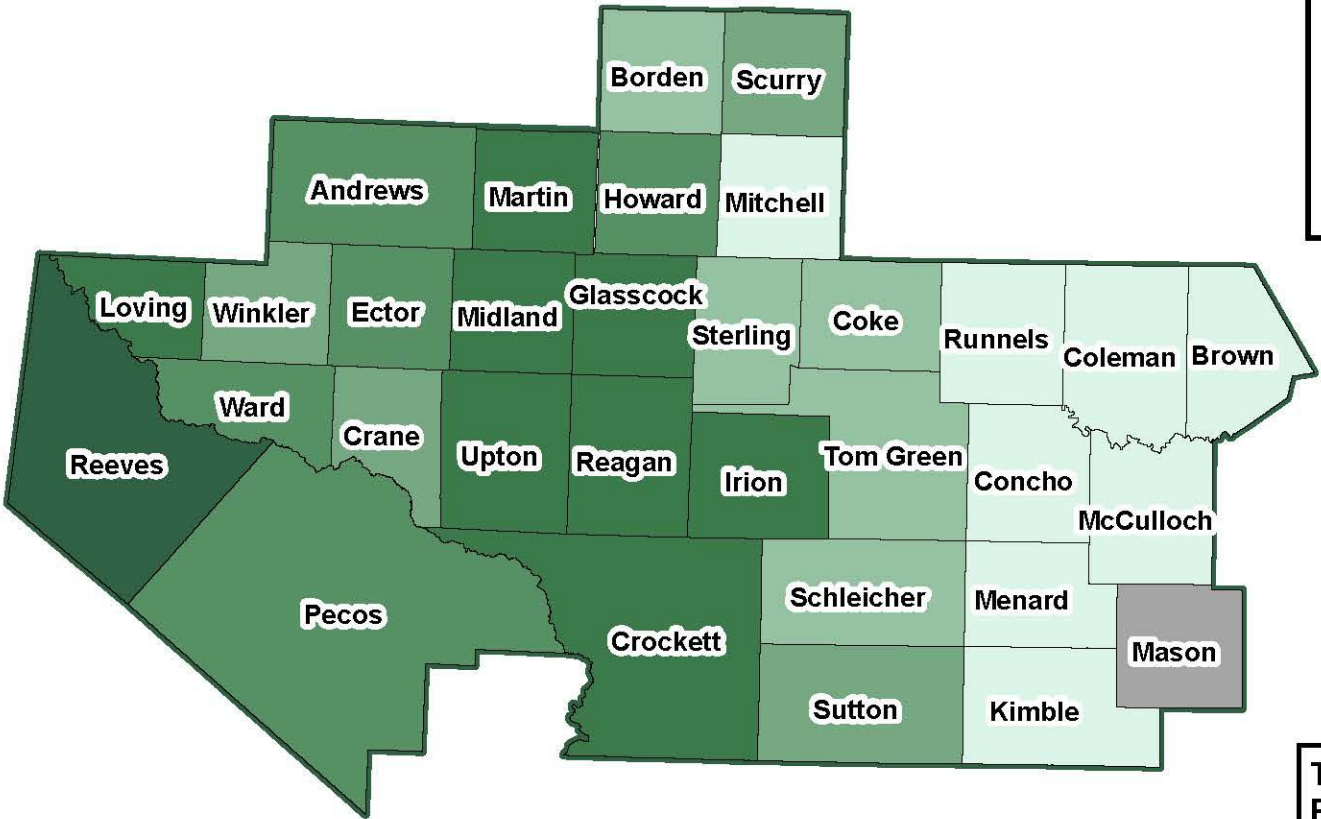 Borden
Scurry
Andrews
Martin
Howard
Mitchell
Loving
Winkler
Ector
Midland
Glasscock
Sterling
Coke
Runnels
Coleman
Brown
Ward
Crane
Reeves
Upton
Reagan
Irion
Tom Green
Concho
McCulloch
Pecos
Crockett
Schleicher
Menard
Mason
Sutton
Kimble